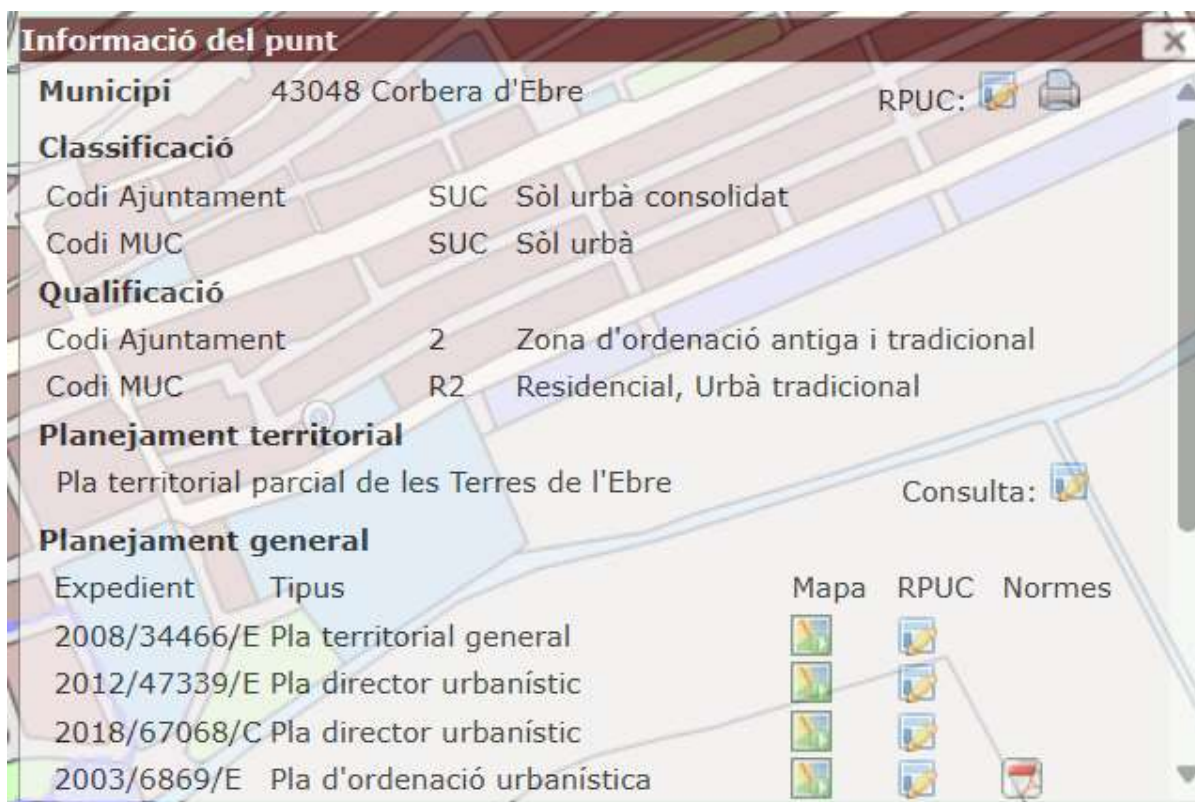 Informació del punt
Municipi 43048 Corbera d'Ebre RPUC:
Classificació
Codi Ajuntament SUC Sòl urbà consolidat
Codi MUC SUC Sòl urbà
Qualificació
Codi Ajuntament 2 Zona d'ordenació antiga i tradicional
Codi MUC R2 Residencial, Urbà tradicional
Planejament territorial
Pla territorial parcial de les Terres de l'Ebre Consulta:
Planejament general
Expedient Tipus Mapa RPUC Normes
2008/34466/E Pla territorial general
2012/47339/E Pla director urbanístic
2018/67068/C Pla director urbanístic
2003/6869/E Pla d'ordenació urbanística